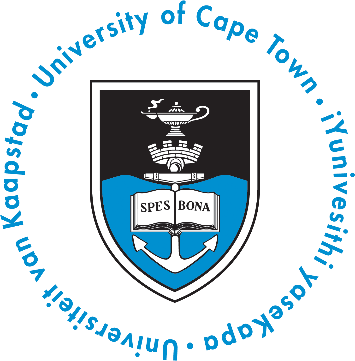 University of Cape Town • iYunivesithi yaseKapa • Universiteit van Kaapstad •
SPES BONA